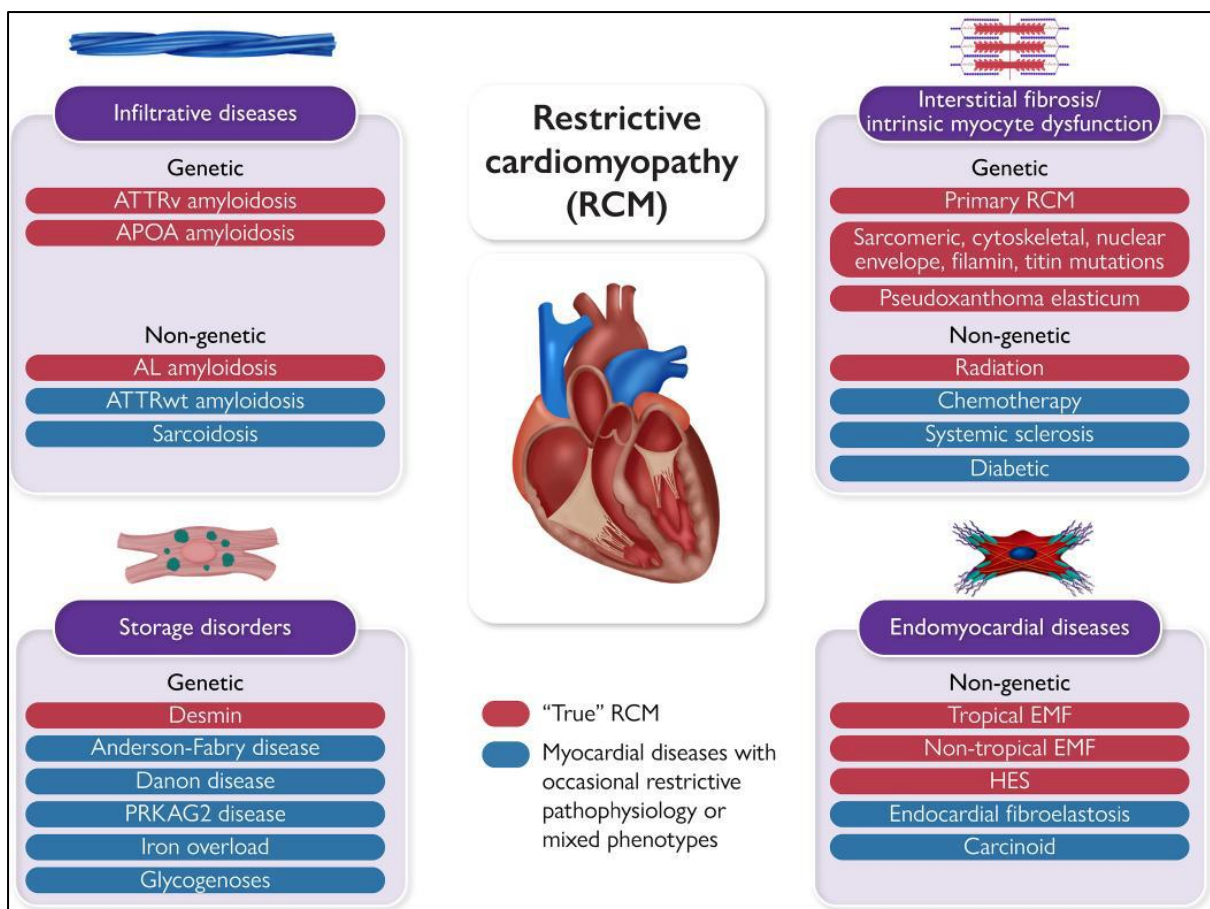 Restrictive
cardiomyopathy
(RCM)
Infiltrative diseases
Genetic
ATTRv amyloidosis
APOA amyloidosis
Non-genetic
AL amyloidosis
ATTRwt amyloidosis
Sarcoidosis
Interstitial fibrosis/
intrinsic myocyte dysfunction
Genetic
Primary RCM
Sarcomeric, cytoskeletal, nuclear
envelope, filamin, titin mutations
Pseudoxanthoma elasticum
Non-genetic
Radiation
Chemotherapy
Systemic sclerosis
Diabetic
Storage disorders
Genetic
Desmin
Anderson-Fabry disease
Danon disease
PRKAG2 disease
Iron overload
Glycogenoses
Endomyocardial diseases
Non-genetic
Tropical EMF
Non-tropical EMF
HES
Endocardial fibroelastosis
Carcinoid
“True” RCM
Myocardial diseases with
occasional restrictive
pathophysiology or
mixed phenotypes